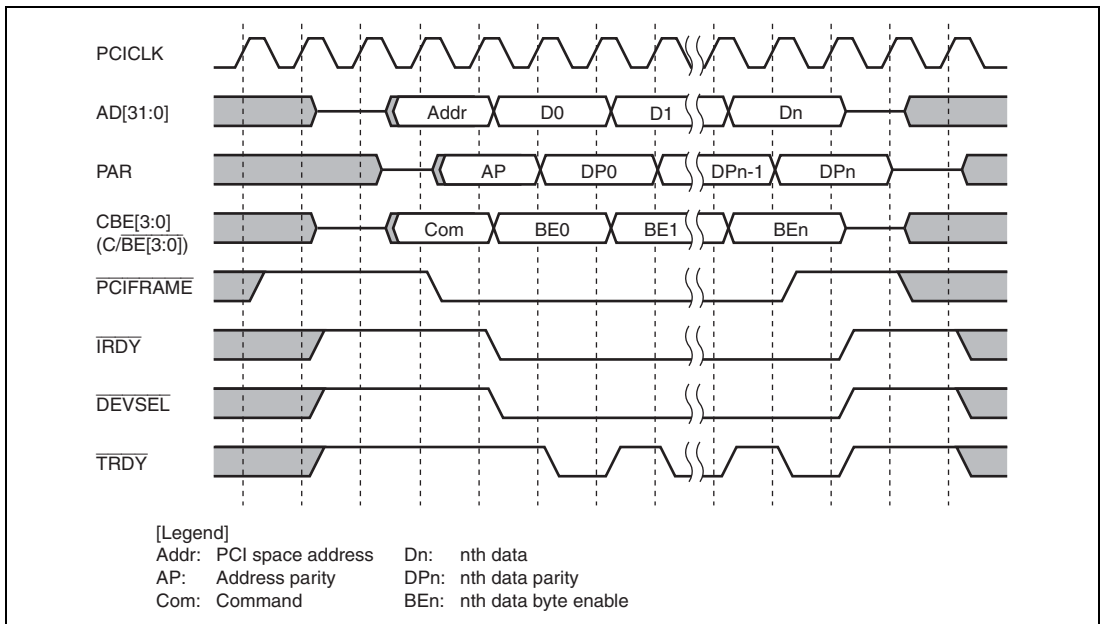 PCICLK
AD[31:0] Addr D0 D1 Dn
PAR AP DP0 DPn-1 DPn
CBE[3:0]
(C/BE[3:0]) Com BE0 BE1 BEn
PCIFRAME
IRDY
DEVSEL
TRDY
[Legend]
Addr: PCI space address Dn: nth data
AP: Address parity DPn: nth data parity
Com: Command BEn: nth data byte enable